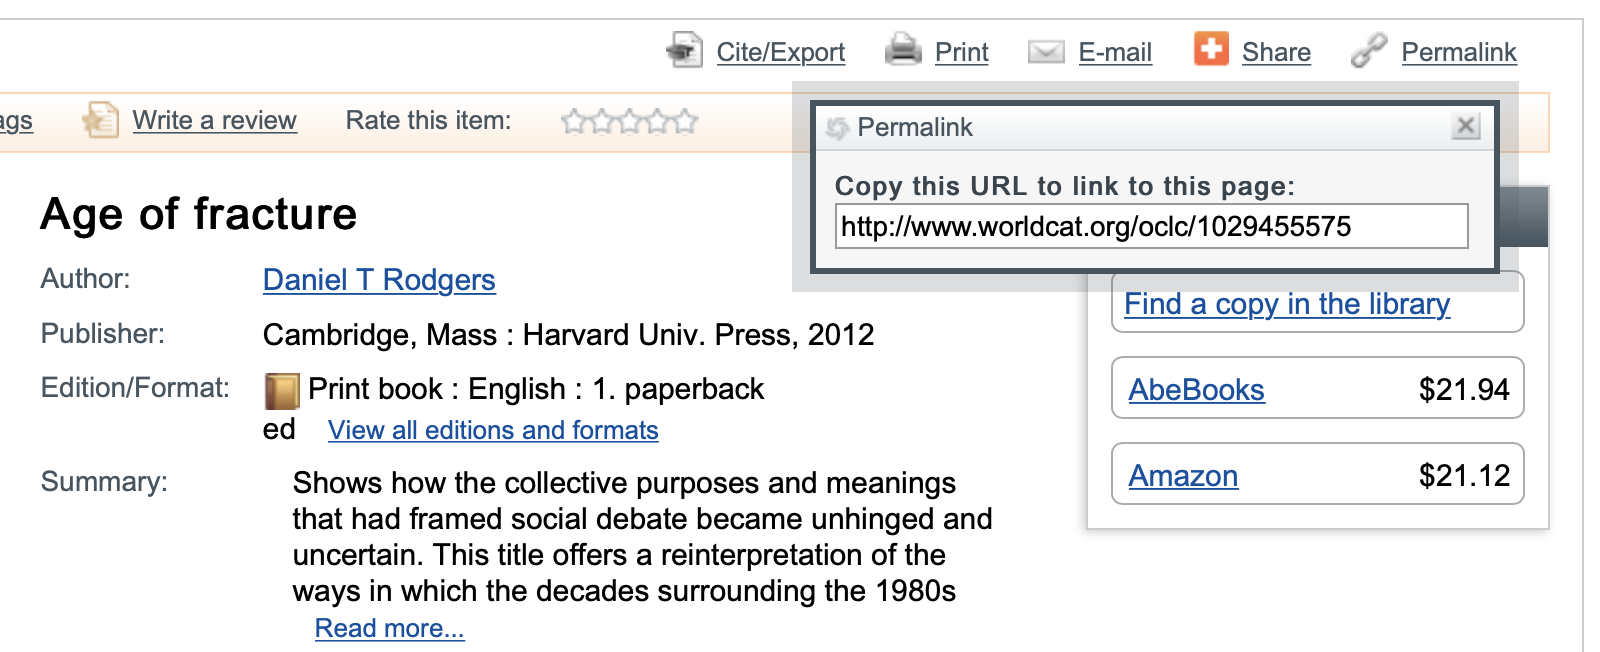 Cite/Export Print E-mail Share Permalink
ags Write a review Rate this item:
Permalink
Copy this URL to link to this page:
http://www.worldcat.org/oclc/1029455575
Age of fracture
Author: Daniel T Rodgers
Publisher: Cambridge, Mass : Harvard Univ. Press, 2012
Edition/Format: Print book : English : 1. paperback
ed View all editions and formats
Summary: Shows how the collective purposes and meanings
that had framed social debate became unhinged and
uncertain. This title offers a reinterpretation of the
ways in which the decades surrounding the 1980s
Read more...
Find a copy in the library
AbeBooks $21.94
Amazon $21.12